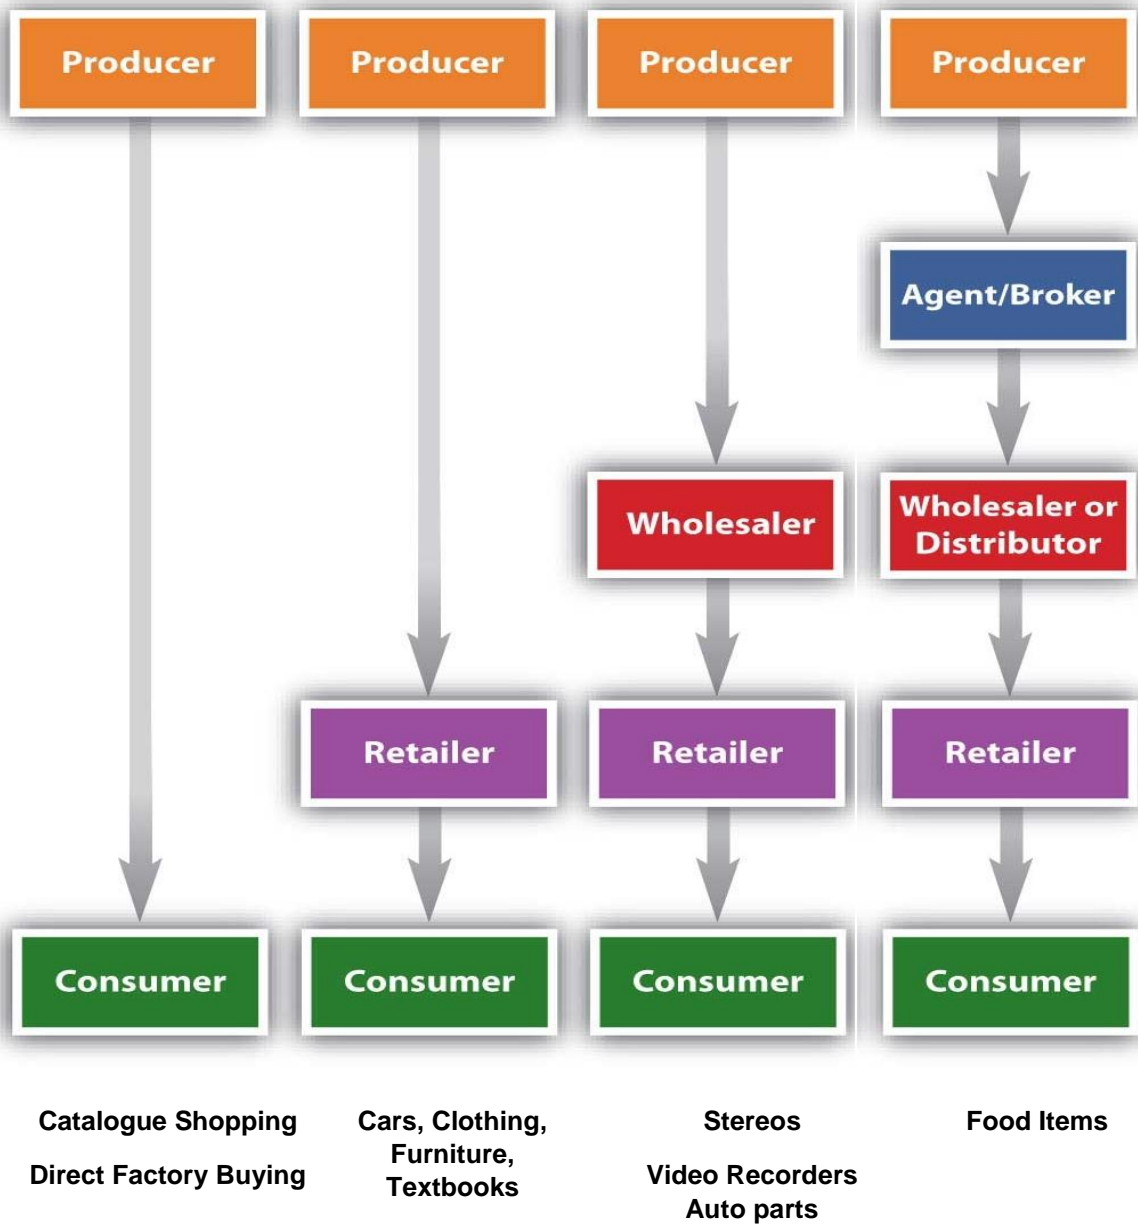 Producer
Producer
Producer
Producer
Agent/Broker
Wholesaler
Wholesaler or
Distributor
Retailer
Retailer
Retailer
Consumer
Consumer
Consumer
Consumer
Catalogue Shopping
Direct Factory Buying
Cars, Clothing,
Furniture,
Textbooks
Stereos
Video Recorders
Auto parts
Food Items